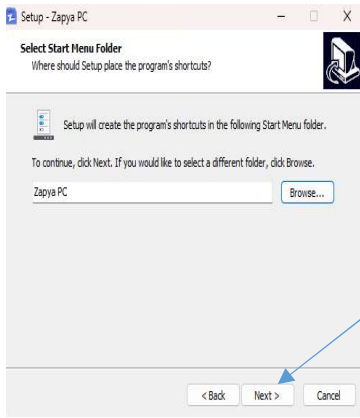 Setup - Zapya PC
Select Start Menu Folder
Where should Setup place the program's shortcuts?
Setup will create the program's shortcuts in the following Start Menu folder.
To continue, click Next. If you would like to select a different folder, click Browse.
Zapya PC
Browse...
< Back
Next >
Cancel